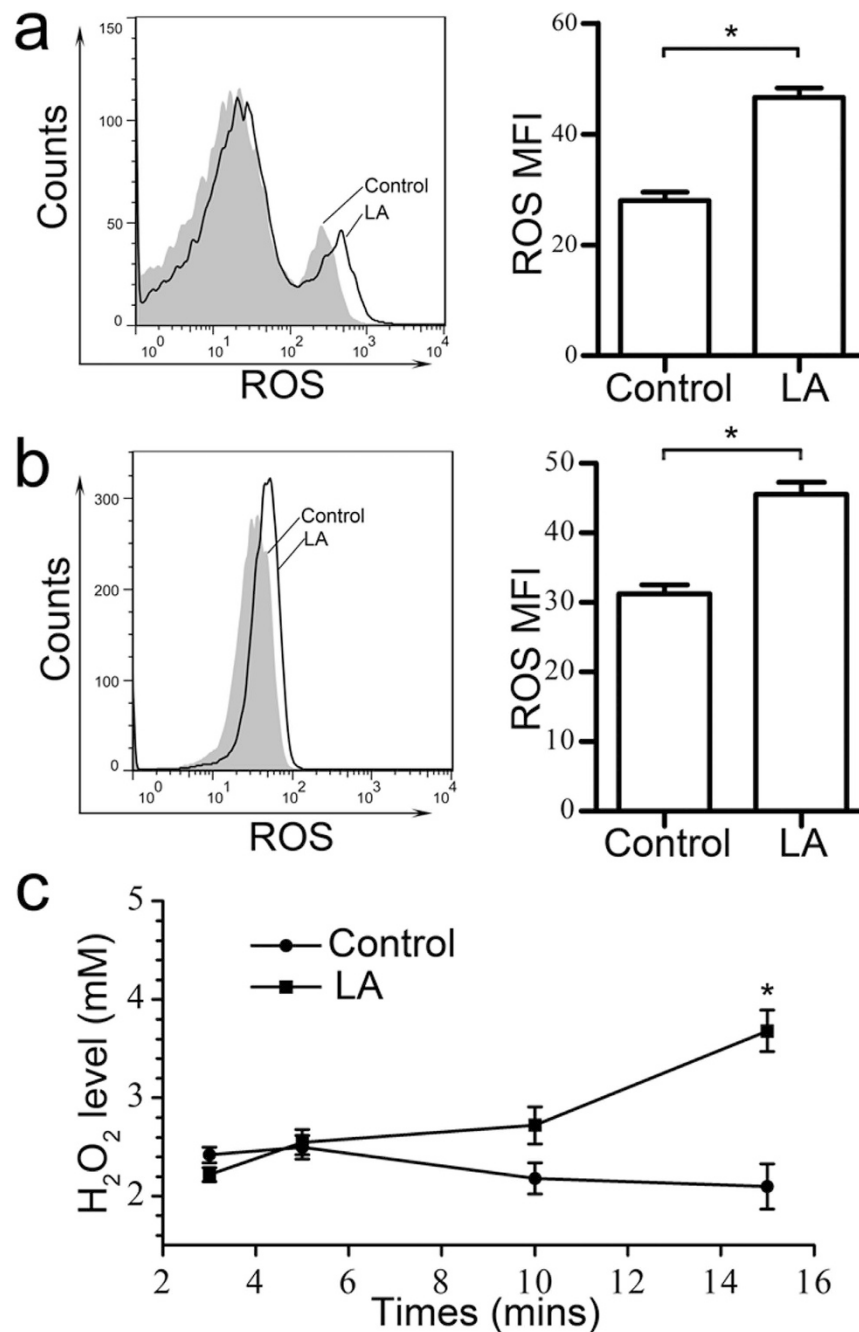 a
150
100
50
0
Counts
Control
LA
10⁰ 10¹ 10² 10³ 10⁴
ROS
60
40
20
0
ROS MFI
*
Control LA
b
300
200
100
0
Counts
Control
LA
10⁰ 10¹ 10² 10³ 10⁴
ROS
50
40
30
20
10
0
ROS MFI
*
Control LA
c
5
4
3
2
H₂O₂ level (mM)
Control
LA
*
2 4 6 8 10 12 14 16
Times (mins)